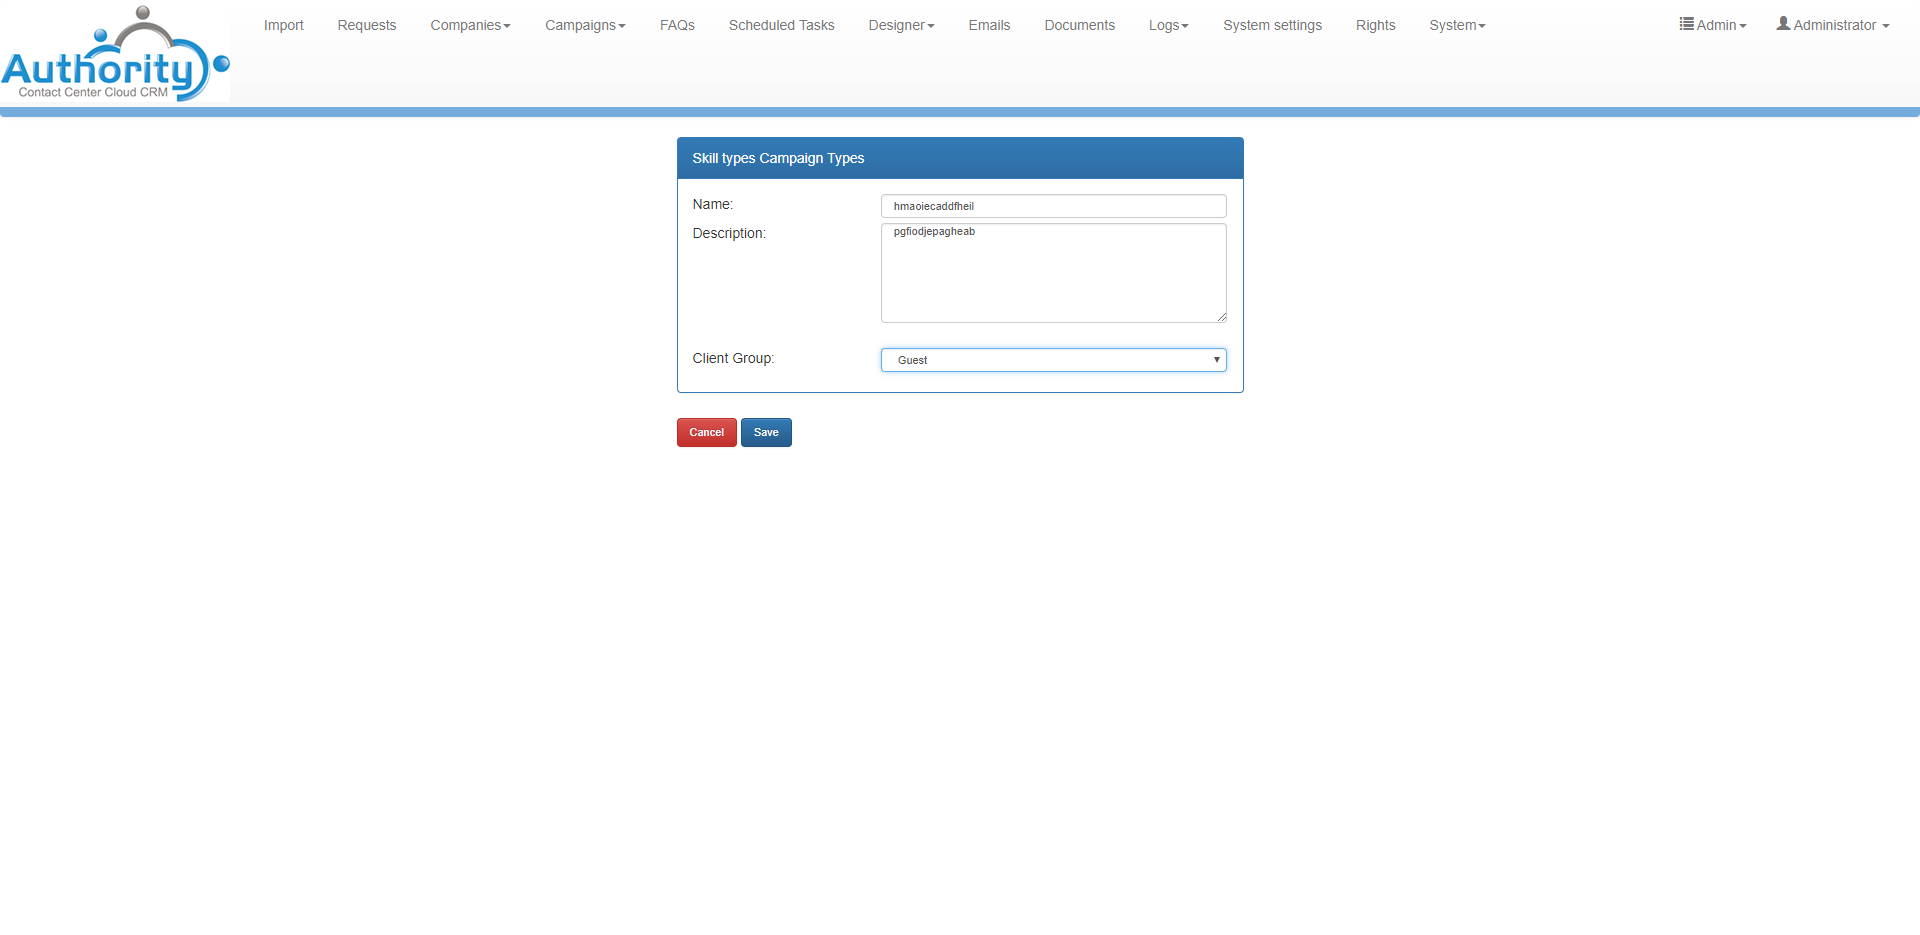 Authority
Contact Center Cloud CRM
Import Requests Companies Campaigns FAQs Scheduled Tasks Designer Emails Documents Logs System settings Rights System Admin Administrator
Skill types Campaign Types
Name: hmaoiecaddfheil
Description: pgfiodjepagheab
Client Group: Guest
Cancel Save